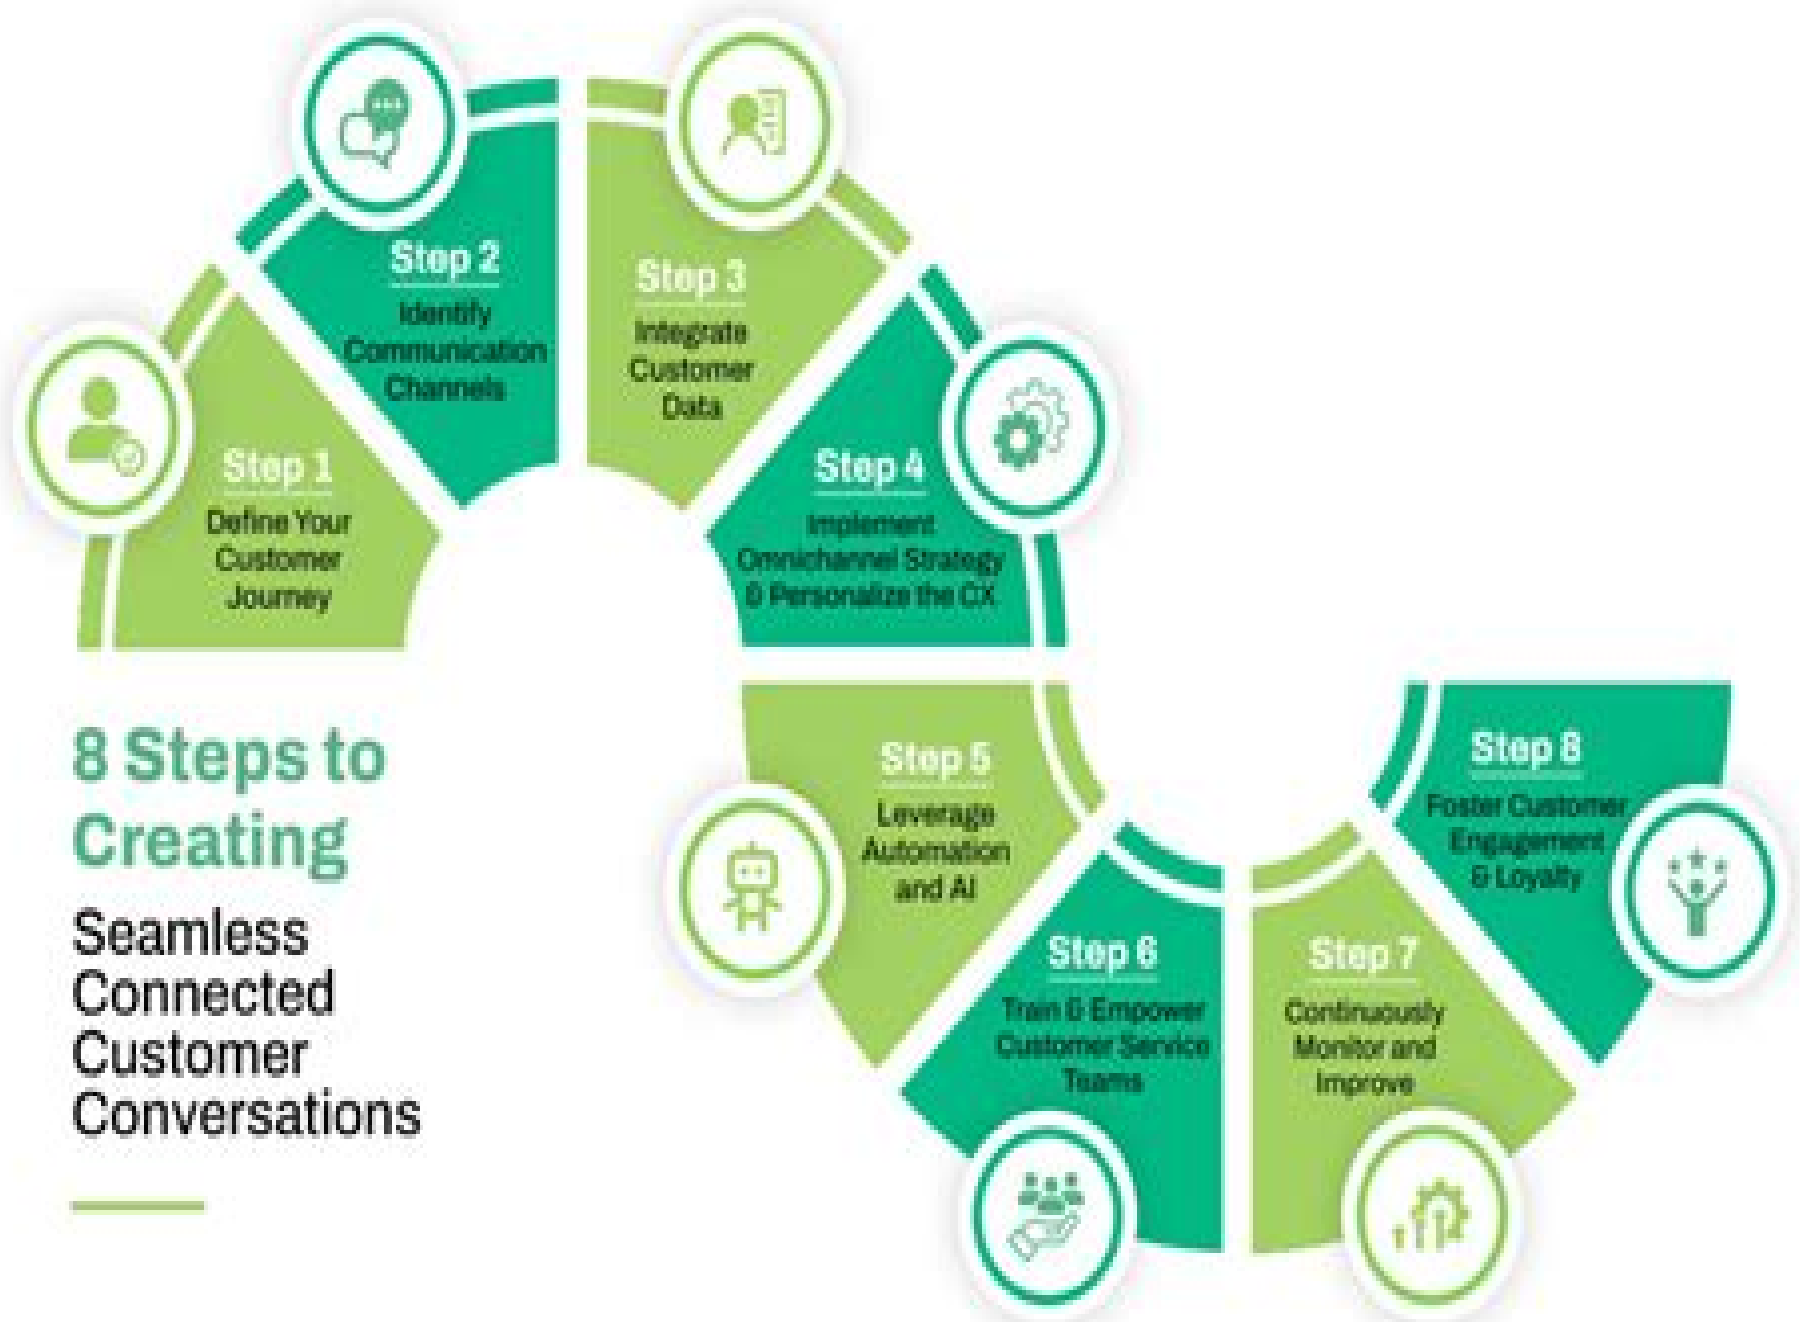 Step 1
Define Your
Customer
Journey
Step 2
Identify
Communication
Channels
Step 3
Integrate
Customer
Data
Step 4
Implement
Omnichannel Strategy
& Personalize the CX
8 Steps to
Creating
Seamless
Connected
Customer
Conversations
Step 5
Leverage
Automation
and AI
Step 6
Train & Empower
Customer Service
Teams
Step 7
Continuously
Monitor and
Improve
Step 8
Foster Customer
Engagement
& Loyalty